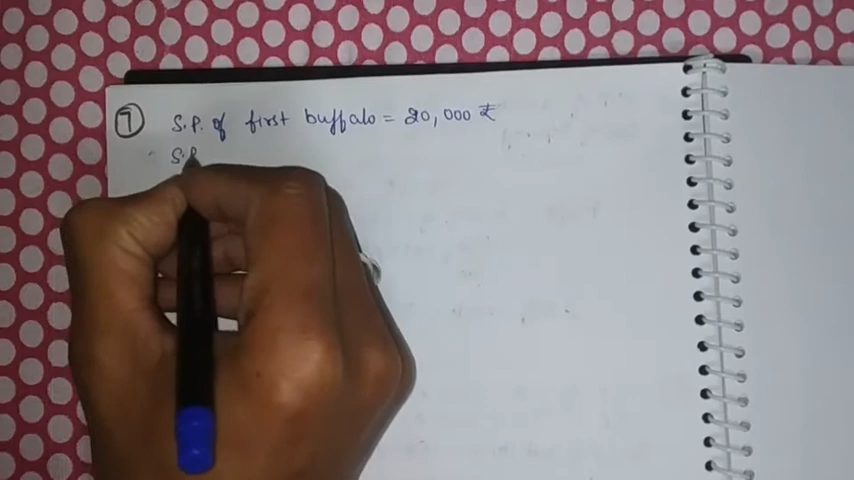 7 S.P. of first buffalo = 20,000 ₹
S.P